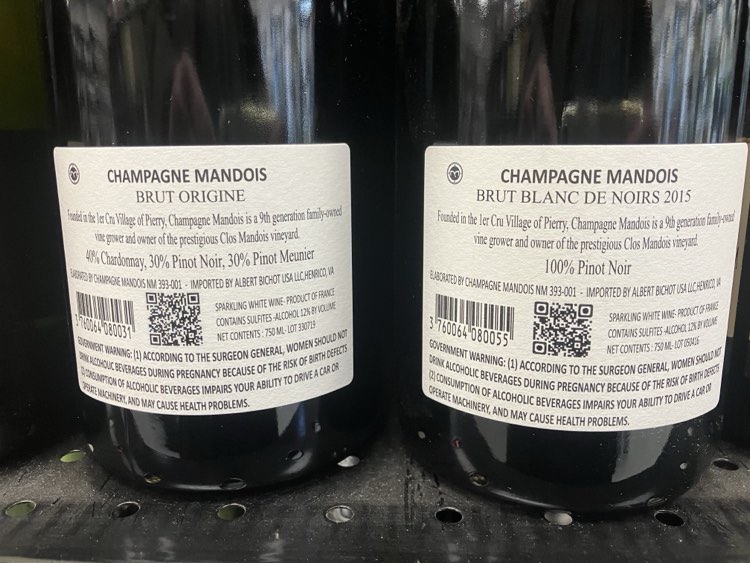 CHAMPAGNE MANDOIS
BRUT ORIGINE
Founded in the 1er Cru Village of Pierry, Champagne Mandois is a 9th generation family-owned
vine grower and owner of the prestigious Clos Mandois vineyard.
40% Chardonnay, 30% Pinot Noir, 30% Pinot Meunier
ELABORATED BY CHAMPAGNE MANDOIS NM 393-001 - IMPORTED BY ALBERT BICHOT USA LLC, HENRICO, VA
3 760064 080031
SPARKLING WHITE WINE- PRODUCT OF FRANCE
CONTAINS SULFITES -ALCOHOL 12% BY VOLUME
NET CONTENTS : 750 ML- LOT 330719
GOVERNMENT WARNING: (1) ACCORDING TO THE SURGEON GENERAL, WOMEN SHOULD NOT
DRINK ALCOHOLIC BEVERAGES DURING PREGNANCY BECAUSE OF THE RISK OF BIRTH DEFECTS
(2) CONSUMPTION OF ALCOHOLIC BEVERAGES IMPAIRS YOUR ABILITY TO DRIVE A CAR OR
OPERATE MACHINERY, AND MAY CAUSE HEALTH PROBLEMS.
CHAMPAGNE MANDOIS
BRUT BLANC DE NOIRS 2015
Founded in the 1er Cru Village of Pierry, Champagne Mandois is a 9th generation family-owned
vine grower and owner of the prestigious Clos Mandois vineyard.
100% Pinot Noir
ELABORATED BY CHAMPAGNE MANDOIS NM 393-001 - IMPORTED BY ALBERT BICHOT USA LLC, HENRICO, VA
3 760064 080055
SPARKLING WHITE WINE- PRODUCT OF FRANCE
CONTAINS SULFITES -ALCOHOL 12% BY VOLUME
NET CONTENTS : 750 ML- LOT 050416
GOVERNMENT WARNING: (1) ACCORDING TO THE SURGEON GENERAL, WOMEN SHOULD NOT
DRINK ALCOHOLIC BEVERAGES DURING PREGNANCY BECAUSE OF THE RISK OF BIRTH DEFECTS
(2) CONSUMPTION OF ALCOHOLIC BEVERAGES IMPAIRS YOUR ABILITY TO DRIVE A CAR OR
OPERATE MACHINERY, AND MAY CAUSE HEALTH PROBLEMS.